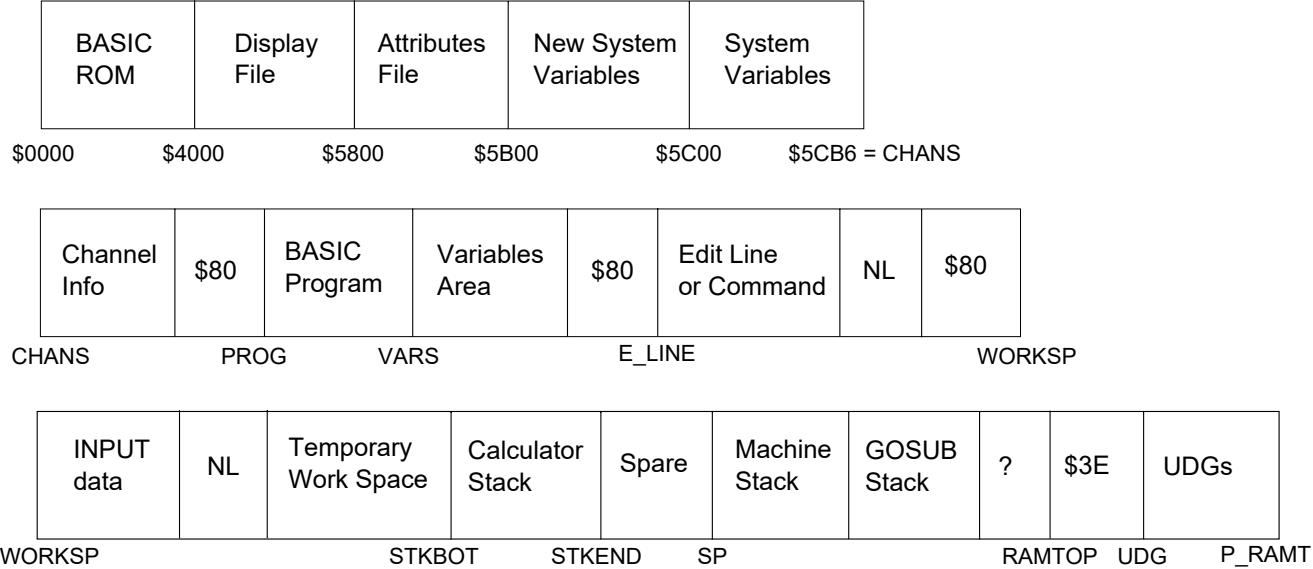 BASIC
ROM
Display
File
Attributes
File
New System
Variables
System
Variables
$0000
$4000
$5800
$5B00
$5C00
$5CB6 = CHANS
Channel
Info
$80
BASIC
Program
Variables
Area
$80
Edit Line
or Command
NL
$80
CHANS
PROG
VARS
E_LINE
WORKSP
INPUT
data
NL
Temporary
Work Space
Calculator
Stack
Spare
Machine
Stack
GOSUB
Stack
?
$3E
UDGs
WORKSP
STKBOT
STKEND
SP
RAMTOP
UDG
P_RAMT